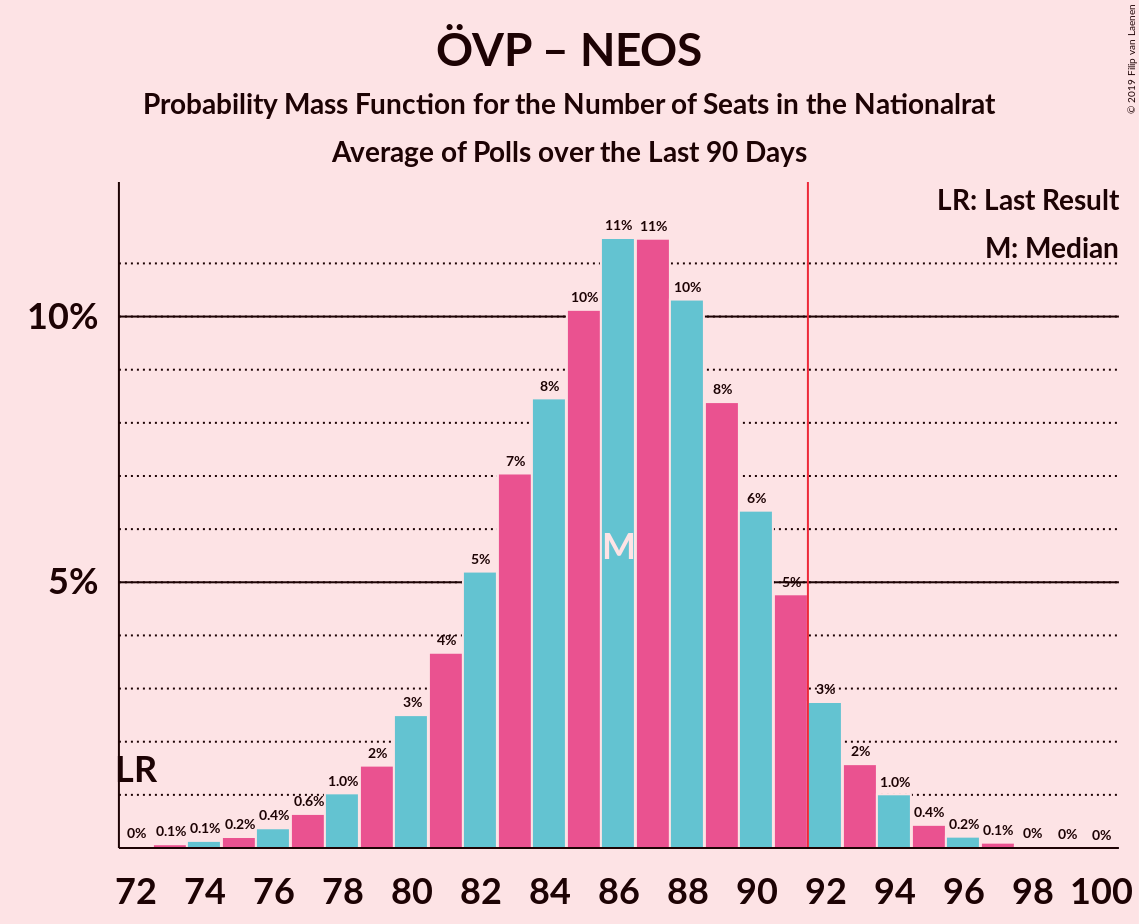 ÖVP – NEOS
Probability Mass Function for the Number of Seats in the Nationalrat
Average of Polls over the Last 90 Days
© 2019 Filip van Laenen
LR: Last Result
M: Median
10%
5%
LR
M
0% 0.1% 0.1% 0.2% 0.4% 0.6% 1.0% 2% 3% 4% 5% 7% 8% 10% 11% 11% 10% 8% 6% 5% 3% 2% 1.0% 0.4% 0.2% 0.1% 0% 0% 0%
72 74 76 78 80 82 84 86 88 90 92 94 96 98 100